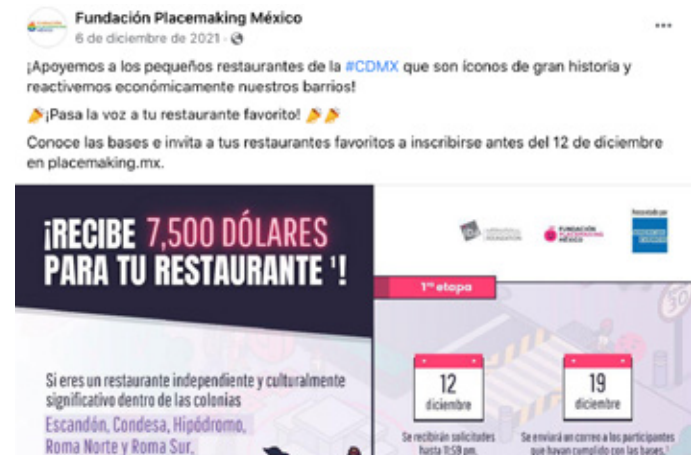 Fundación Placemaking México
6 de diciembre de 2021 ·
¡Apoyemos a los pequeños restaurantes de la #CDMX que son íconos de gran historia y
reactivemos económicamente nuestros barrios!
¡Pasa la voz a tu restaurante favorito!
Conoce las bases e invita a tus restaurantes favoritos a inscribirse antes del 12 de diciembre
en placemaking.mx.
¡RECIBE 7,500 DÓLARES
PARA TU RESTAURANTE ¹!
Presentado por
FUNDACIÓN
PLACEMAKING
MÉXICO
FOUNDATION
1ra etapa
Si eres un restaurante independiente y culturalmente
significativo dentro de las colonias
Escandón, Condesa, Hipódromo,
Roma Norte y Roma Sur,
12
diciembre
Se recibirán solicitudes
hasta 11:59 pm.
19
diciembre
Se enviará un correo a los participantes
que hayan cumplido con las bases.¹